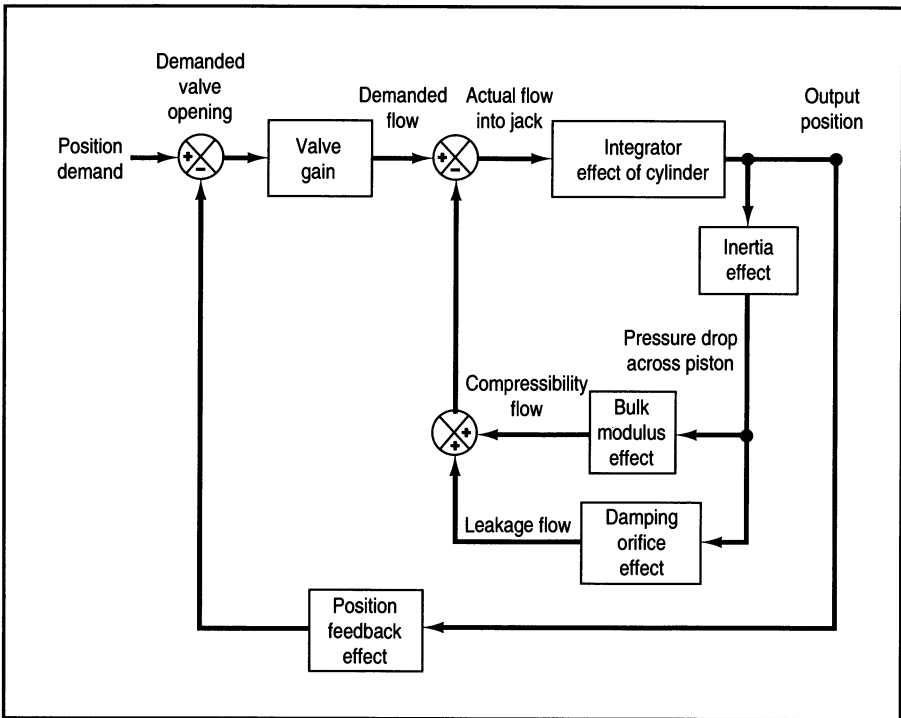 Demanded
valve
opening
Position
demand
+
-
Valve
gain
Demanded
flow
+
-
Actual flow
into jack
Integrator
effect of cylinder
Output
position
Inertia
effect
Pressure drop
across piston
Compressibility
flow
+
+
Bulk
modulus
effect
Leakage flow
Damping
orifice
effect
Position
feedback
effect